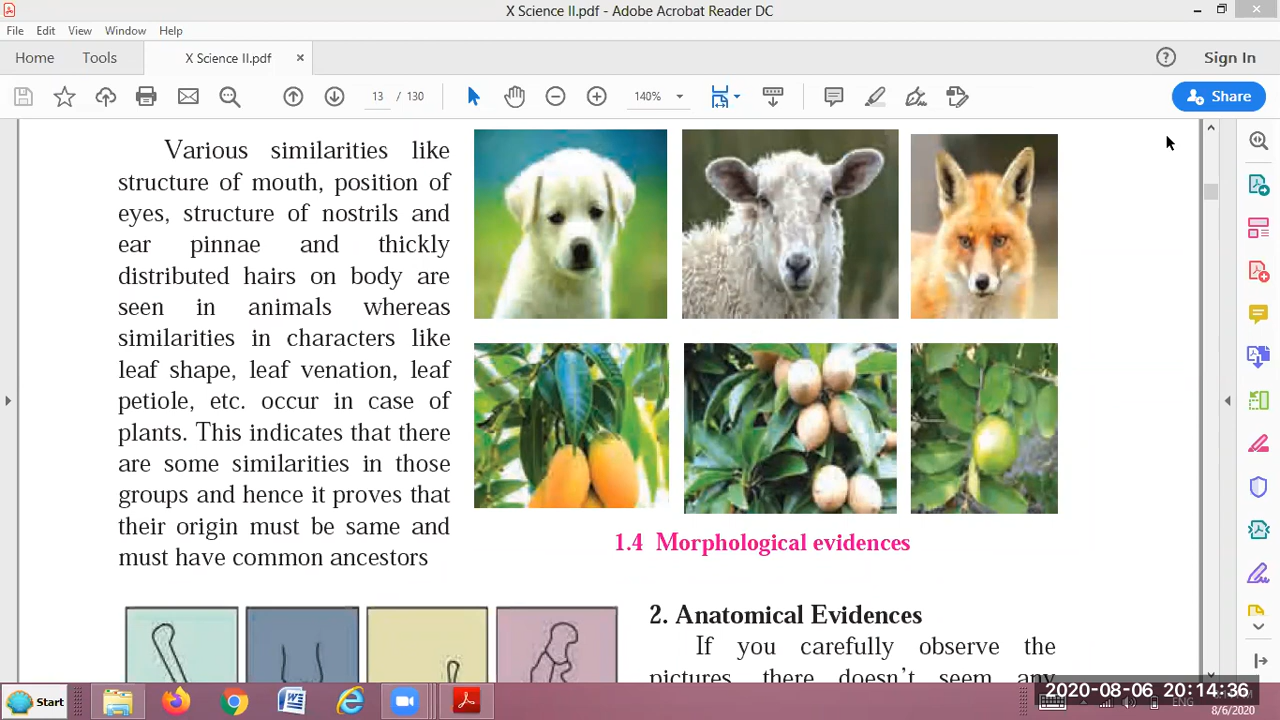 X Science II.pdf - Adobe Acrobat Reader DC
File Edit View Window Help
Home Tools X Science II.pdf × Sign In
13 / 130 140% Share
Various similarities like
structure of mouth, position of
eyes, structure of nostrils and
ear pinnae and thickly
distributed hairs on body are
seen in animals whereas
similarities in characters like
leaf shape, leaf venation, leaf
petiole, etc. occur in case of
plants. This indicates that there
are some similarities in those
groups and hence it proves that
their origin must be same and
must have common ancestors
1.4 Morphological evidences
2. Anatomical Evidences
If you carefully observe the
pictures, there doesn't seem any
Start
2020-08-06 20:14:36
ENG
8/6/2020